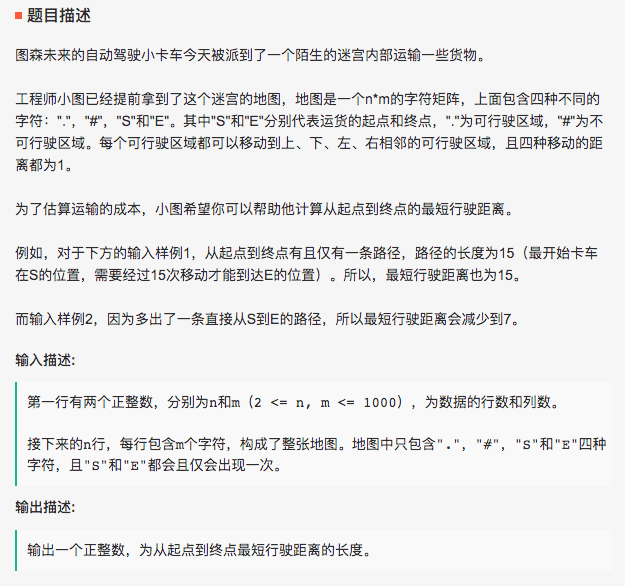 题目描述
图森未来的自动驾驶小卡车今天被派到了一个陌生的迷宫内部运输一些货物。
工程师小图已经提前拿到了这个迷宫的地图，地图是一个n*m的字符矩阵，上面包含四种不同的
字符："."，"#"，"S"和"E"。其中"S"和"E"分别代表运货的起点和终点，"."为可行驶区域，"#"为不
可行驶区域。每个可行驶区域都可以移动到上、下、左、右相邻的可行驶区域，且四种移动的距
离都为1。
为了估算运输的成本，小图希望你可以帮助他计算从起点到终点的最短行驶距离。
例如，对于下方的输入样例1，从起点到终点有且仅有一条路径，路径的长度为15（最开始卡车
在S的位置，需要经过15次移动才能到达E的位置）。所以，最短行驶距离也为15。
而输入样例2，因为多出了一条直接从S到E的路径，所以最短行驶距离会减少到7。
输入描述:
第一行有两个正整数，分别为n和m（2 <= n, m <= 1000），为数据的行数和列数。
接下来的n行，每行包含m个字符，构成了整张地图。地图中只包含"."，"#"，"S"和"E"四种
字符，且"S"和"E"都会且仅会出现一次。
输出描述:
输出一个正整数，为从起点到终点最短行驶距离的长度。